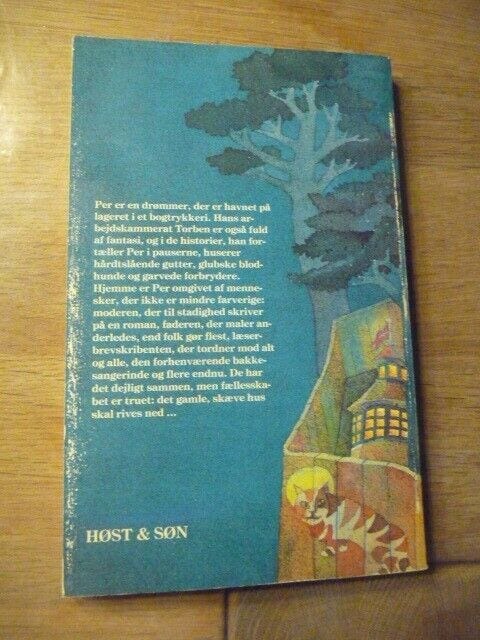 Per er en drømmer, der er havnet på
lageret i et bogtrykkeri. Hans ar-
bejdskammerat Torben er også fuld
af fantasi, og i de historier, han for-
tæller Per i pauserne, huserer
hårdtslående gutter, glubske blod-
hunde og garvede forbrydere.
Hjemme er Per omgivet af menne-
sker, der ikke er mindre farverige:
moderen, der til stadighed skriver
på en roman, faderen, der maler
anderledes, end folk gør flest, læser-
brevskribenten, der tordner mod alt
og alle, den forhenværende bakke-
sangerinde og flere endnu. De har
det dejligt sammen, men fællesska-
bet er truet: det gamle, skæve hus
skal rives ned ...
HØST & SØN